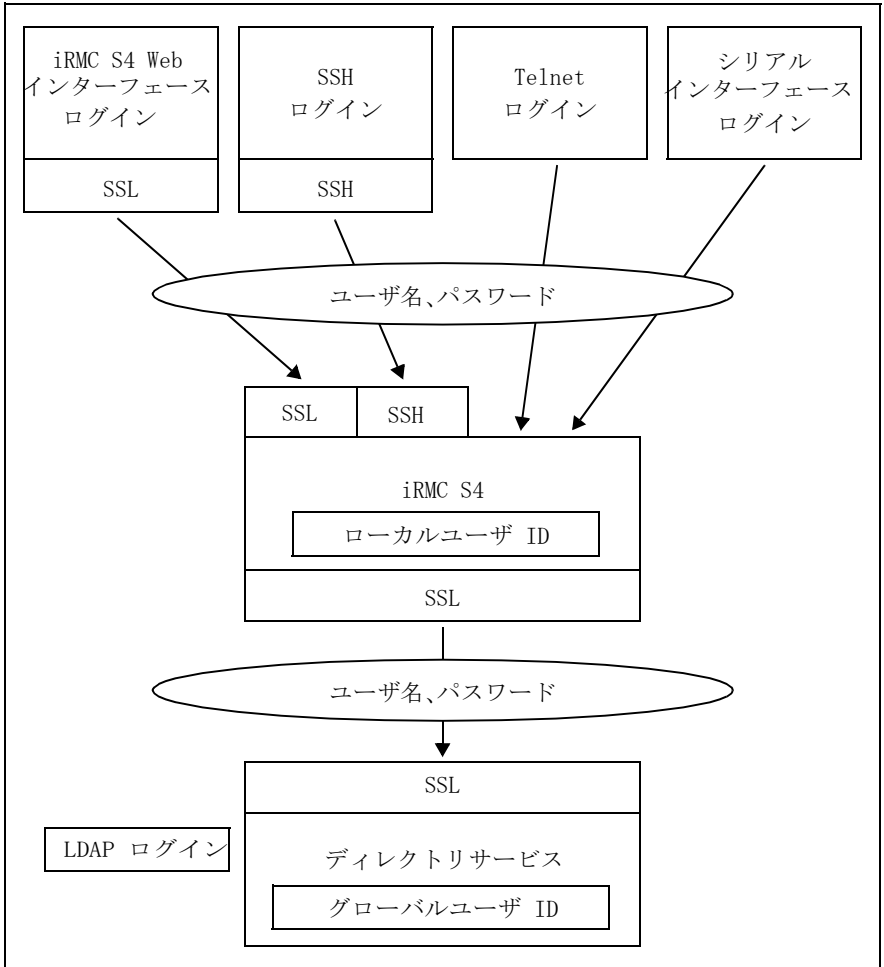 iRMC S4 Web
インターフェース
ログイン
SSL
SSH
ログイン
SSH
Telnet
ログイン
シリアル
インターフェース
ログイン
ユーザ名、パスワード
SSL
SSH
iRMC S4
ローカルユーザ ID
SSL
ユーザ名、パスワード
SSL
LDAP ログイン
ディレクトリサービス
グローバルユーザ ID